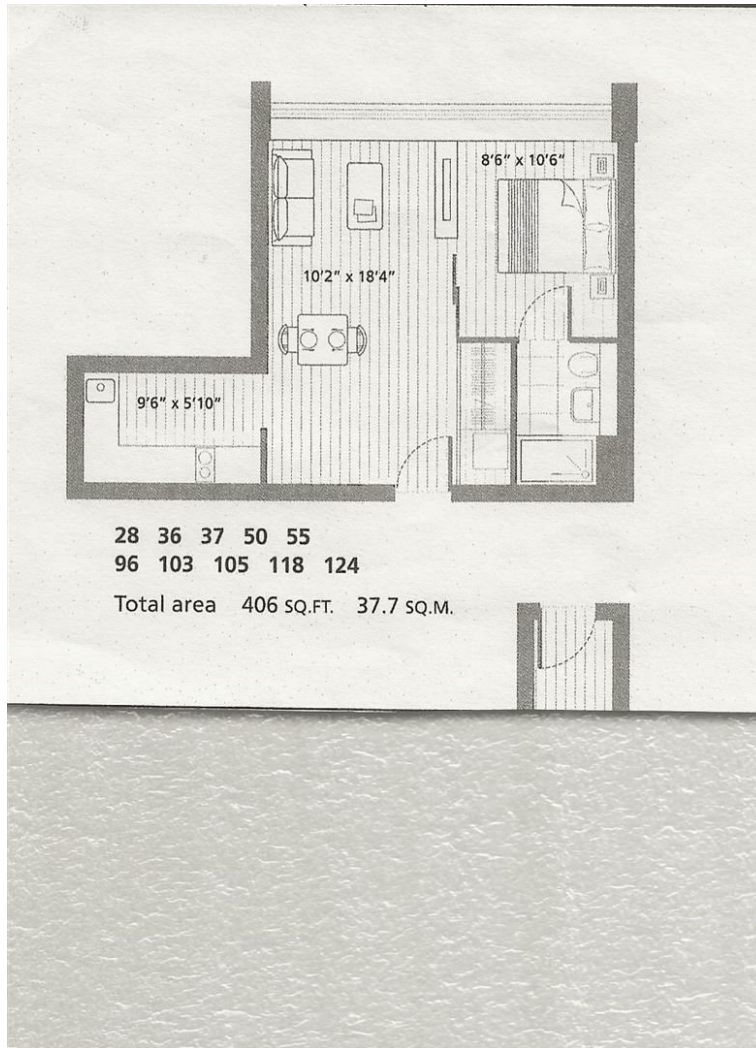 8'6" x 10'6"
10'2" x 18'4"
9'6" x 5'10"
28 36 37 50 55
96 103 105 118 124
Total area 406 SQ.FT. 37.7 SQ.M.